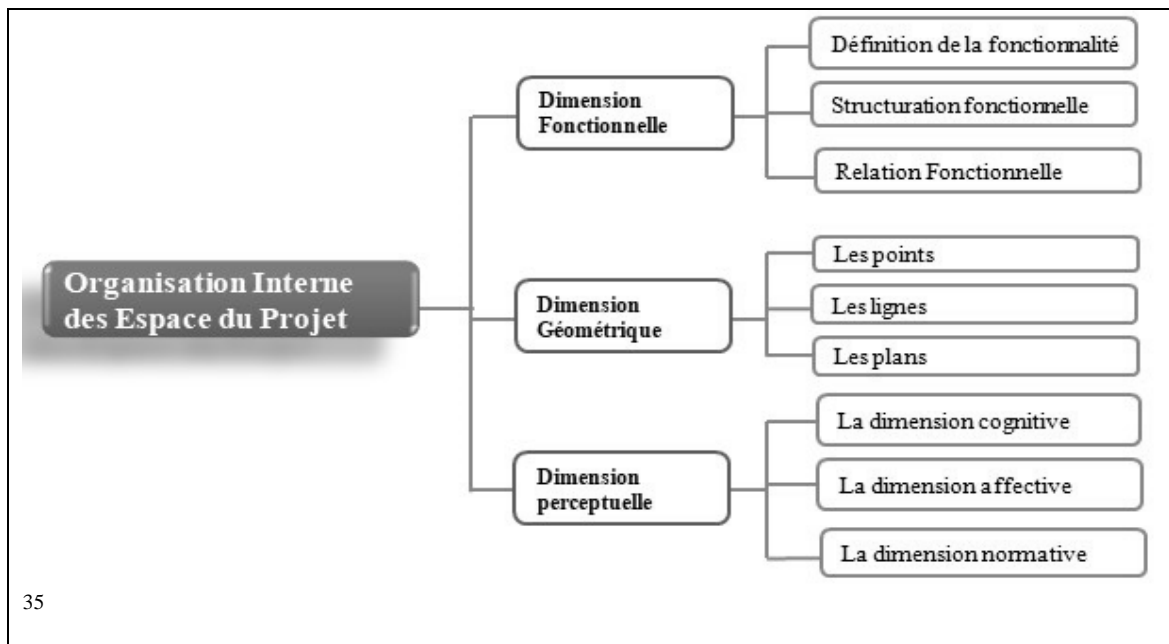 Organisation Interne
des Espace du Projet
Dimension
Fonctionnelle
Définition de la fonctionnalité
Structuration fonctionnelle
Relation Fonctionnelle
Dimension
Géométrique
Les points
Les lignes
Les plans
Dimension
perceptuelle
La dimension cognitive
La dimension affective
La dimension normative
35